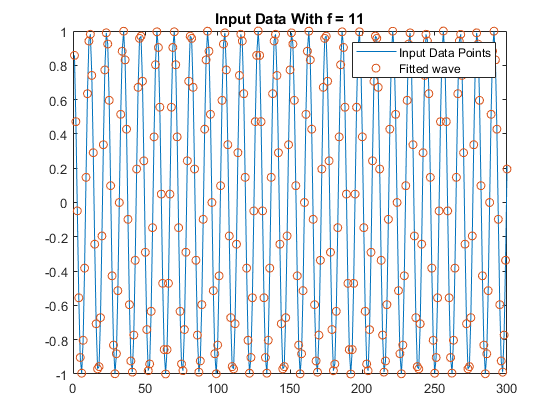 Input Data With f = 11
Input Data Points
Fitted wave
1
0.8
0.6
0.4
0.2
0
-0.2
-0.4
-0.6
-0.8
-1
0 50 100 150 200 250 300